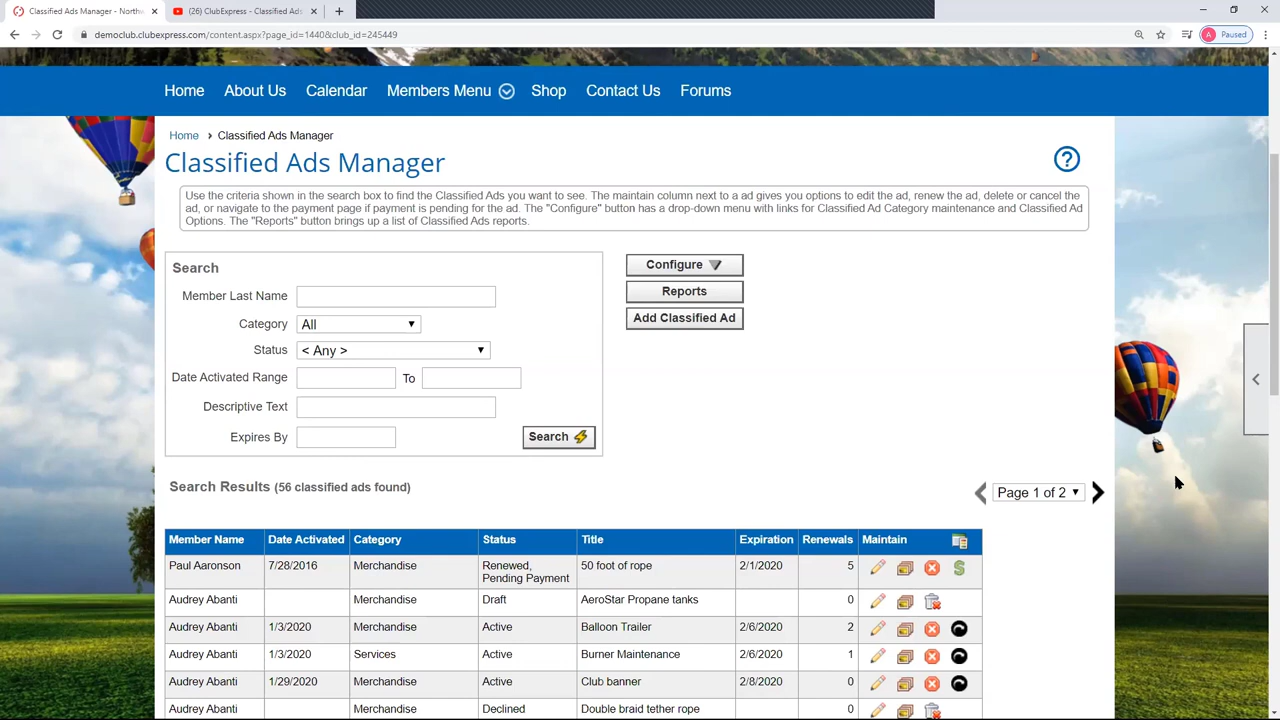 Classified Ads Manager - Northw
(26) ClubExpress - Classified Ads
democlub.clubexpress.com/content.aspx?page_id=1440&club_id=245449
A Paused
Home About Us Calendar Members Menu Shop Contact Us Forums
Home › Classified Ads Manager
Classified Ads Manager
?
Use the criteria shown in the search box to find the Classified Ads you want to see. The maintain column next to a ad gives you options to edit the ad, renew the ad, delete or cancel the
ad, or navigate to the payment page if payment is pending for the ad. The "Configure" button has a drop-down menu with links for Classified Ad Category maintenance and Classified Ad
Options. The "Reports" button brings up a list of Classified Ads reports.
Search
Configure
Member Last Name
Reports
Category All
Add Classified Ad
Status < Any >
Date Activated Range To
Descriptive Text
Expires By
Search
Search Results (56 classified ads found)
Page 1 of 2
Member Name Date Activated Category Status Title Expiration Renewals Maintain
Paul Aaronson 7/28/2016 Merchandise Renewed, 50 foot of rope 2/1/2020 5 $
Pending Payment
Audrey Abanti Merchandise Draft AeroStar Propane tanks 0
Audrey Abanti 1/3/2020 Merchandise Active Balloon Trailer 2/6/2020 2
Audrey Abanti 1/3/2020 Services Active Burner Maintenance 2/6/2020 1
Audrey Abanti 1/29/2020 Merchandise Active Club banner 2/8/2020 0
Audrey Abanti Merchandise Declined Double braid tether rope 0